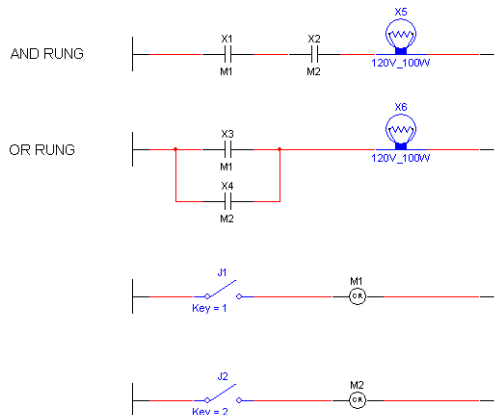 X5
AND RUNG
X1
X2
M1
M2
120V_100W
X6
OR RUNG
X3
M1
120V_100W
X4
M2
J1
M1
CR
Key = 1
J2
M2
CR
Key = 2